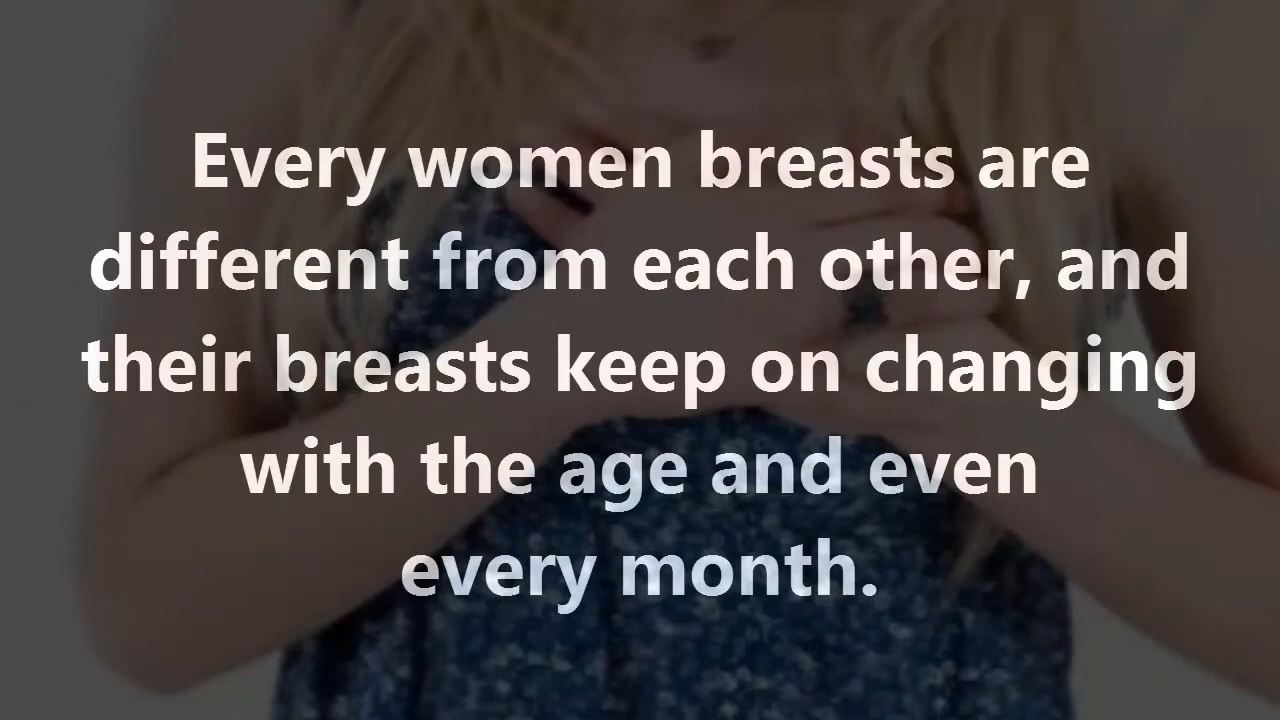 Every women breasts are
different from each other, and
their breasts keep on changing
with the age and even
every month.